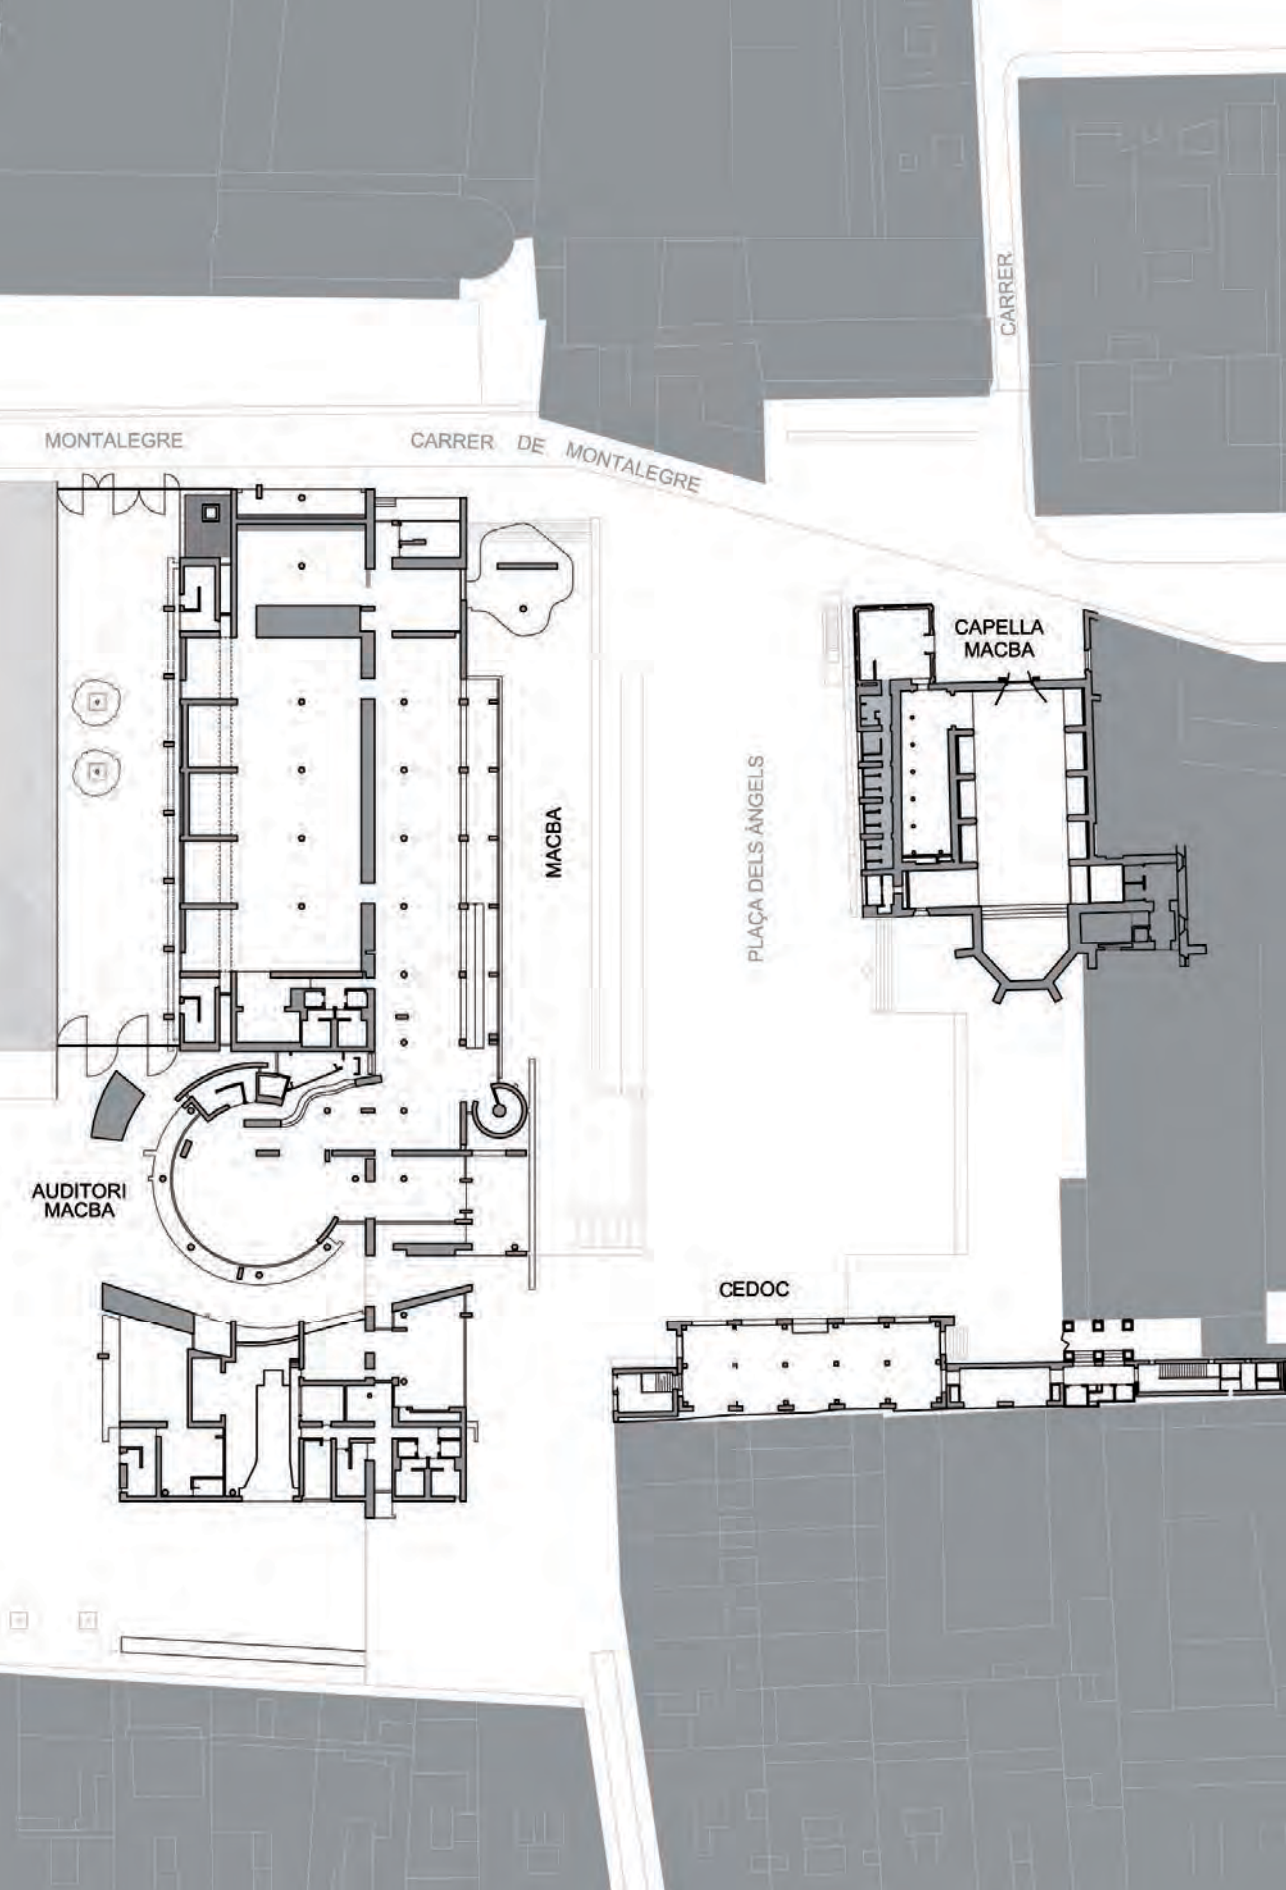 CARRER
MONTALEGRE
CARRER DE MONTALEGRE
CAPELLA
MACBA
PLAÇA DELS ÀNGELS
MACBA
AUDITORI
MACBA
CEDOC